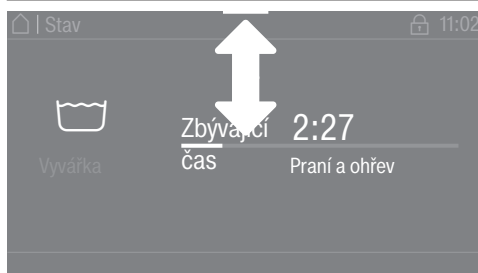 | Stav 11:02
Zbývající 2:27
čas
Vyvářka Praní a ohřev